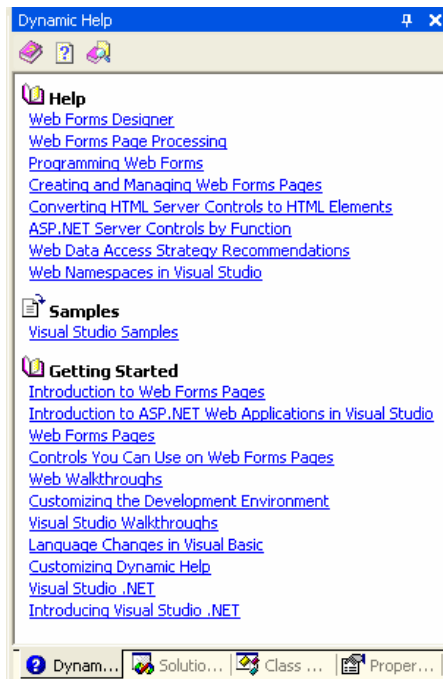 Dynamic Help
Help
Web Forms Designer
Web Forms Page Processing
Programming Web Forms
Creating and Managing Web Forms Pages
Converting HTML Server Controls to HTML Elements
ASP.NET Server Controls by Function
Web Data Access Strategy Recommendations
Web Namespaces in Visual Studio
Samples
Visual Studio Samples
Getting Started
Introduction to Web Forms Pages
Introduction to ASP.NET Web Applications in Visual Studio
Web Forms Pages
Controls You Can Use on Web Forms Pages
Web Walkthroughs
Customizing the Development Environment
Visual Studio Walkthroughs
Language Changes in Visual Basic
Customizing Dynamic Help
Visual Studio .NET
Introducing Visual Studio .NET
Dynam... Solutio... Class ... Proper...